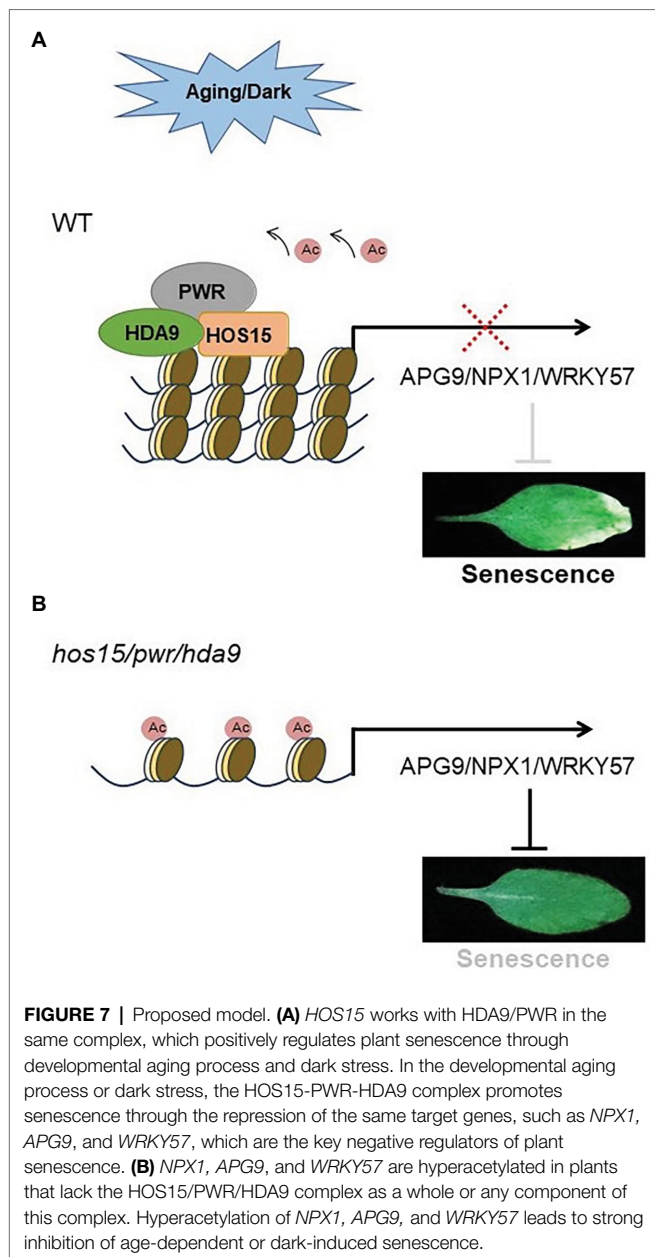 A
Aging/Dark
WT
Ac
Ac
PWR
HDA9
HOS15
APG9/NPX1/WRKY57
Senescence
B
hos15/pwr/hda9
Ac
Ac
Ac
APG9/NPX1/WRKY57
Senescence
FIGURE 7 | Proposed model. (A) HOS15 works with HDA9/PWR in the
same complex, which positively regulates plant senescence through
developmental aging process and dark stress. In the developmental aging
process or dark stress, the HOS15-PWR-HDA9 complex promotes
senescence through the repression of the same target genes, such as NPX1,
APG9, and WRKY57, which are the key negative regulators of plant
senescence. (B) NPX1, APG9, and WRKY57 are hyperacetylated in plants
that lack the HOS15/PWR/HDA9 complex as a whole or any component of
this complex. Hyperacetylation of NPX1, APG9, and WRKY57 leads to strong
inhibition of age-dependent or dark-induced senescence.